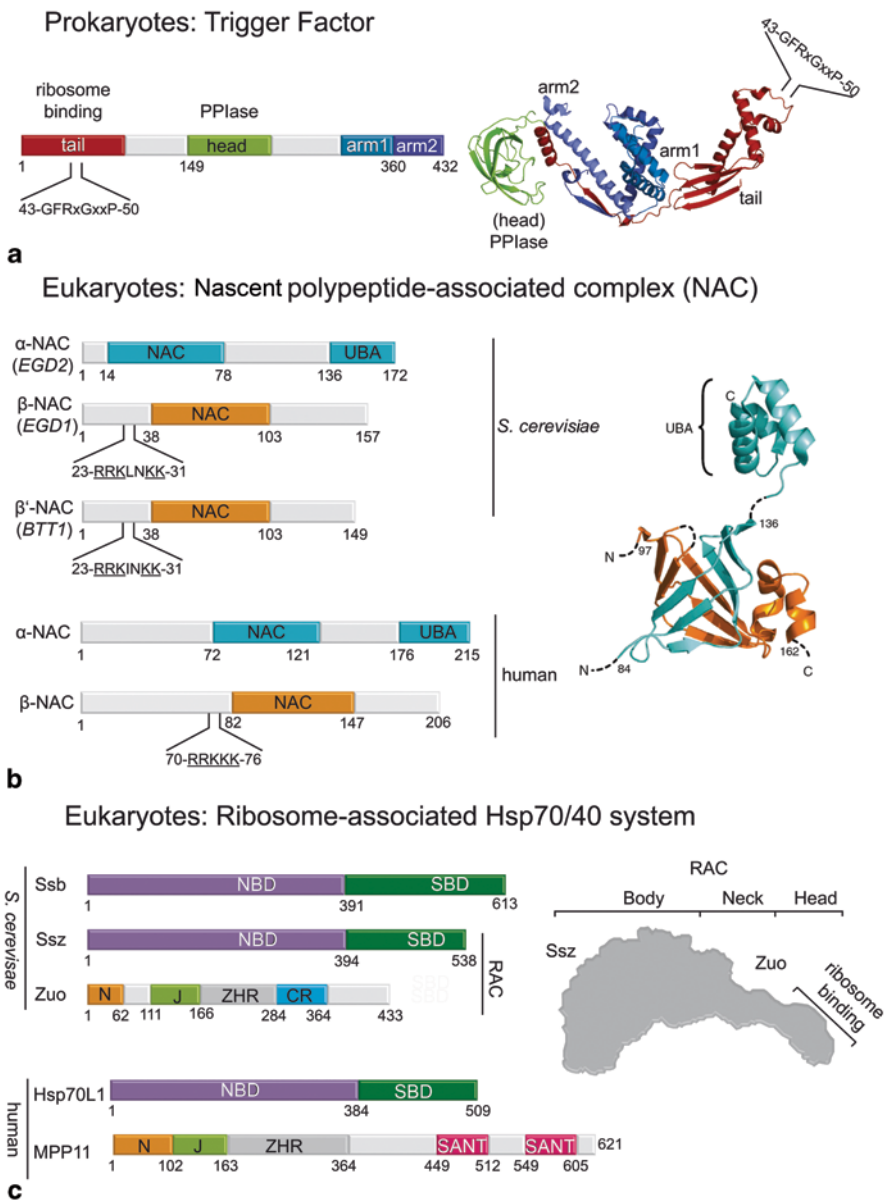 Prokaryotes: Trigger Factor
ribosome
binding
PPIase
tail
head
arm1
arm2
1
149
360
432
43-GFRxGxxP-50
arm2
arm1
tail
(head)
PPIase
43-GFRxGxxP-50
a
Eukaryotes: Nascent polypeptide-associated complex (NAC)
α-NAC
(EGD2)
NAC
UBA
1 14 78 136 172
β-NAC
(EGD1)
NAC
1 38 103 157
23-RRKLNKK-31
β'-NAC
(BTT1)
NAC
1 38 103 149
23-RRKINKK-31
S. cerevisiae
α-NAC
NAC
UBA
1 72 121 176 215
β-NAC
NAC
1 82 147 206
70-RRKKK-76
human
UBA
C
136
N
97
N
84
162
C
b
Eukaryotes: Ribosome-associated Hsp70/40 system
S. cerevisae
Ssb
NBD
SBD
1 391 613
Ssz
NBD
SBD
1 394 538
Zuo
N
J
ZHR
CR
1 62 111 166 284 364 433
SBD
SBD
RAC
human
Hsp70L1
NBD
SBD
1 384 509
MPP11
N
J
ZHR
SANT
SANT
621
1 102 163 364 449 512 549 605
RAC
Body Neck Head
Ssz
Zuo
ribosome
binding
c